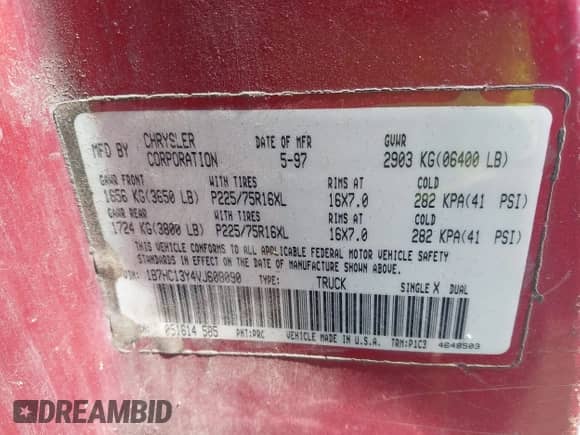 MFD BY CHRYSLER CORPORATION DATE OF MFR 5-97 GVWR 2903 KG(06400 LB)
GAWR FRONT WITH TIRES RIMS AT COLD
1656 KG(3650 LB) P225/75R16XL 16X7.0 282 KPA(41 PSI)
GAWR REAR WITH TIRES RIMS AT COLD
1724 KG(3800 LB) P225/75R16XL 16X7.0 282 KPA(41 PSI)
THIS VEHICLE CONFORMS TO ALL APPLICABLE FEDERAL MOTOR VEHICLE SAFETY
STANDARDS IN EFFECT ON THE DATE OF MANUFACTURE SHOWN ABOVE.
1B7HC13Y4VJ608090 TYPE: TRUCK SINGLE X DUAL
051614 585 PNT:PRC VEHICLE MADE IN U.S.A. TRM:P1C3 4648503
DREAMBID